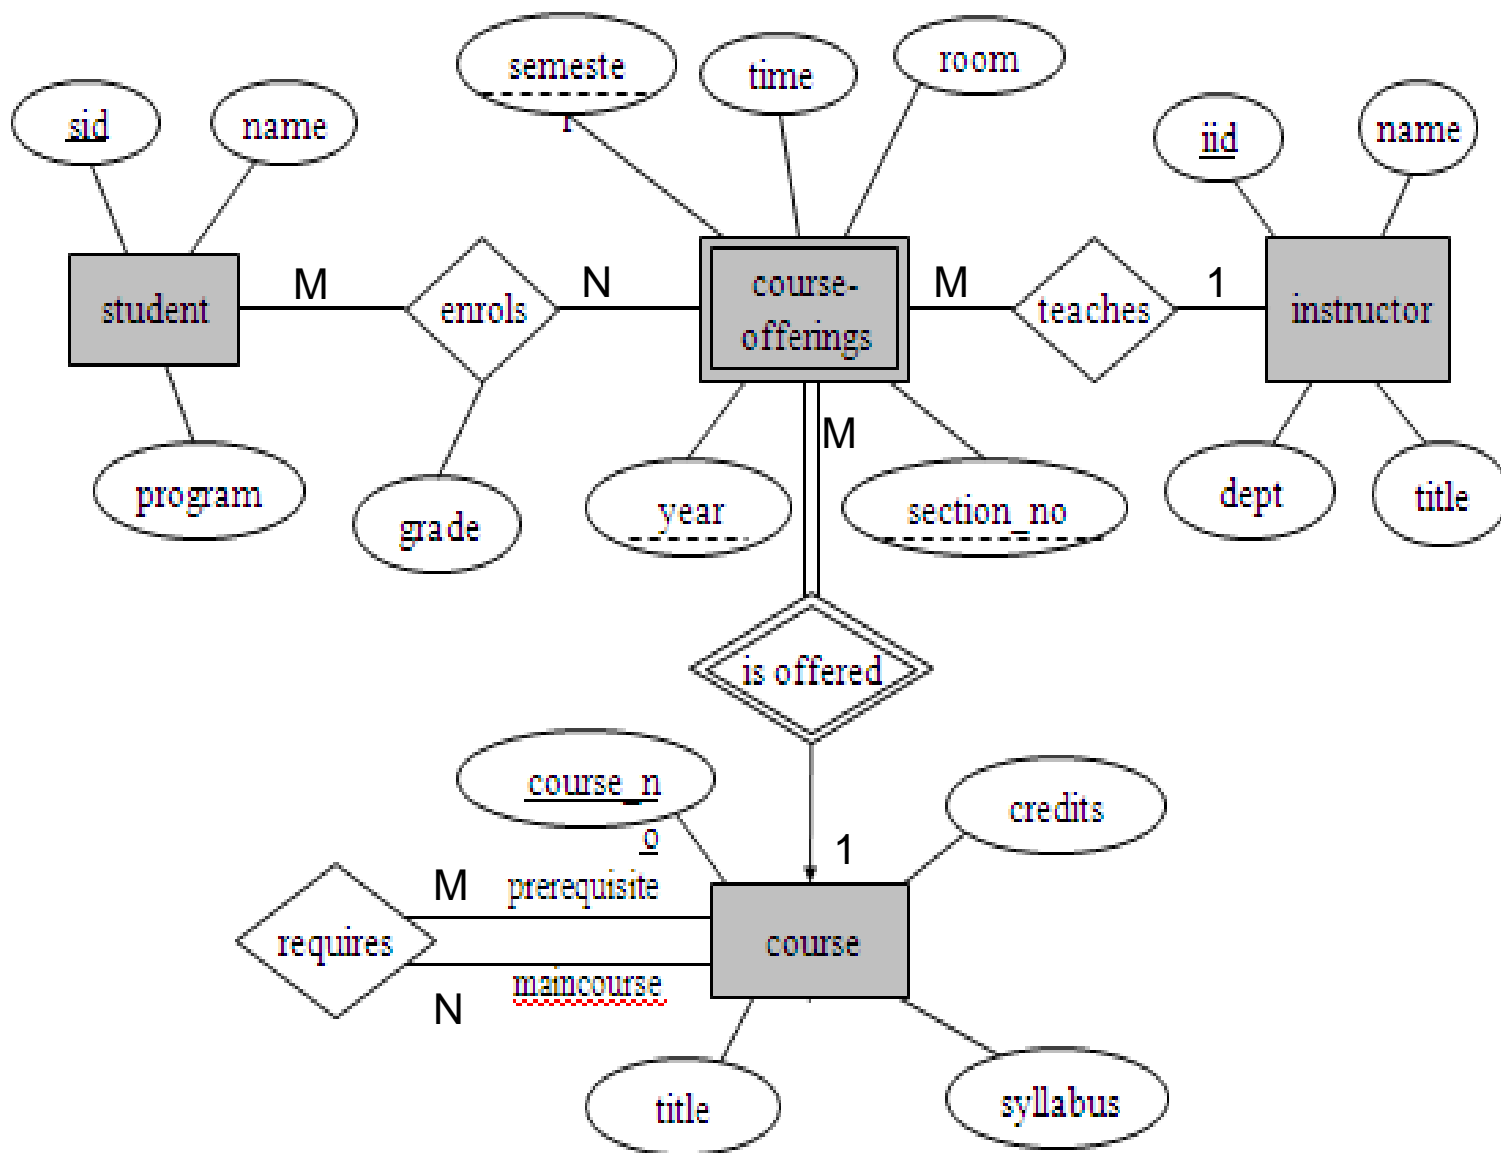 semeste
r
time
room
sid
name
iid
name
student
M
enrols
N
course-
offerings
M
teaches
1
instructor
program
grade
year
M
section_no
dept
title
is offered
course_n
o
credits
1
M
prerequisite
requires
course
maincourse
N
title
syllabus